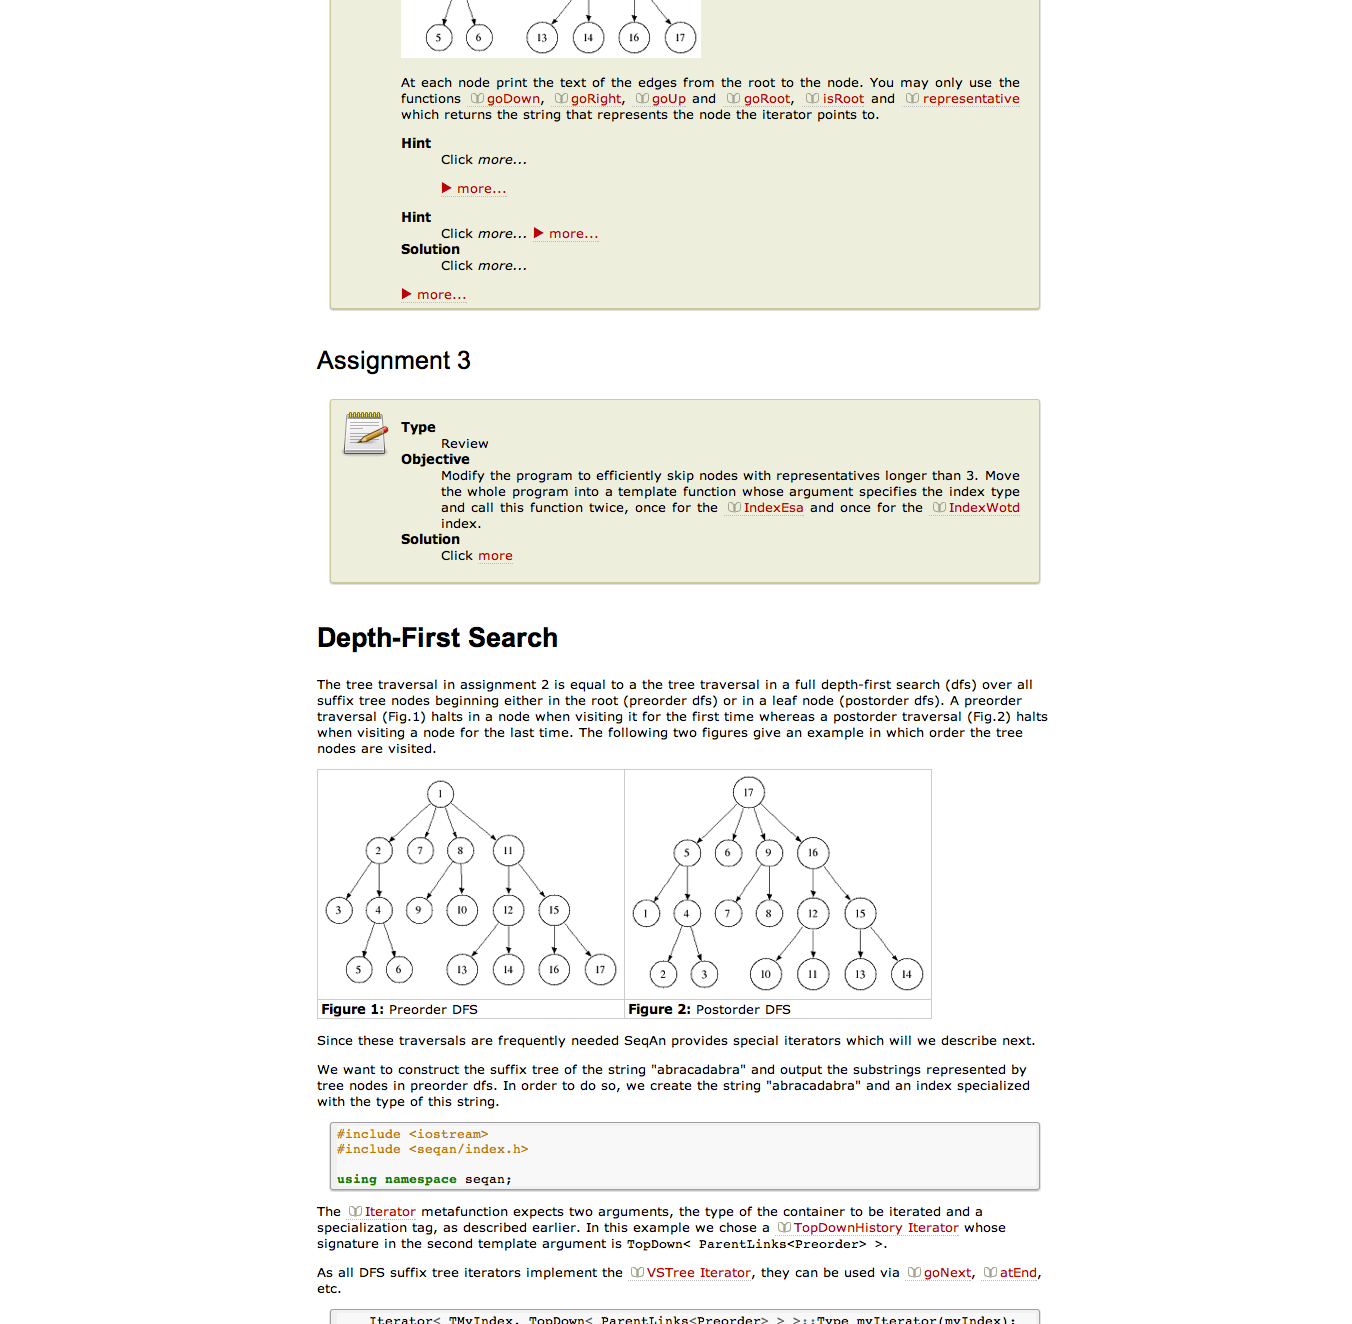 5 6 13 14 16 17
At each node print the text of the edges from the root to the node. You may only use the
functions goDown, goRight, goUp and goRoot, isRoot and representative
which returns the string that represents the node the iterator points to.
Hint
Click more...
more...
Hint
Click more... more...
Solution
Click more...
more...
Assignment 3
Type
Review
Objective
Modify the program to efficiently skip nodes with representatives longer than 3. Move
the whole program into a template function whose argument specifies the index type
and call this function twice, once for the IndexEsa and once for the IndexWotd
index.
Solution
Click more
Depth-First Search
The tree traversal in assignment 2 is equal to a the tree traversal in a full depth-first search (dfs) over all
suffix tree nodes beginning either in the root (preorder dfs) or in a leaf node (postorder dfs). A preorder
traversal (Fig.1) halts in a node when visiting it for the first time whereas a postorder traversal (Fig.2) halts
when visiting a node for the last time. The following two figures give an example in which order the tree
nodes are visited.
1
2 7 8 11
3 4 9 10 12 15
5 6 13 14 16 17
Figure 1: Preorder DFS
17
5 6 9 16
1 4 7 8 12 15
2 3 10 11 13 14
Figure 2: Postorder DFS
Since these traversals are frequently needed SeqAn provides special iterators which will we describe next.
We want to construct the suffix tree of the string "abracadabra" and output the substrings represented by
tree nodes in preorder dfs. In order to do so, we create the string "abracadabra" and an index specialized
with the type of this string.
#include <iostream>
#include <seqan/index.h>
using namespace seqan;
The Iterator metafunction expects two arguments, the type of the container to be iterated and a
specialization tag, as described earlier. In this example we chose a TopDownHistory Iterator whose
signature in the second template argument is TopDown< ParentLinks<Preorder> >.
As all DFS suffix tree iterators implement the VSTree Iterator, they can be used via goNext, atEnd,
etc.
Iterator< TMyIndex, TopDown< ParentLinks<Preorder> > >::Type myIterator(myIndex);